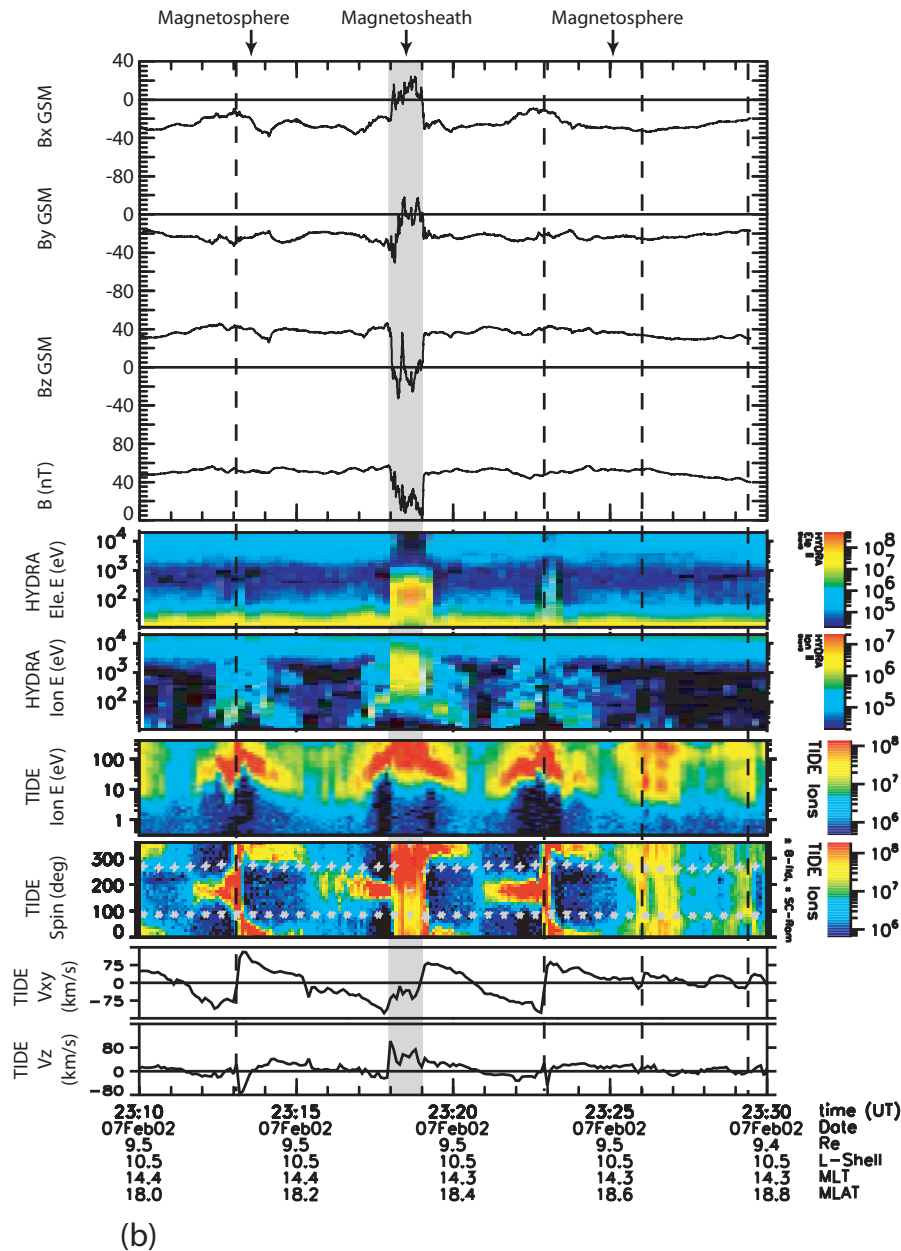 Magnetosphere Magnetosheath Magnetosphere
40
0
-40
-80
Bx GSM
0
-40
-80
By GSM
40
0
-40
Bz GSM
80
40
0
B (nT)
HYDRA
Ele. E (eV)
10⁴
10³
10²
HYDRA
10⁸
10⁷
10⁶
10⁵
HYDRA
Ion E (eV)
10⁴
10³
10²
HYDRA
10⁷
10⁶
10⁵
TIDE
Ion E (eV)
100
10
1
TIDE Ions
10⁸
10⁷
10⁶
TIDE
Spin (deg)
300
200
100
0
TIDE Ions
10⁸
10⁷
10⁶
TIDE
Vxy
(km/s)
75
0
-75
TIDE
Vz
(km/s)
80
0
-80
23:10 23:15 23:20 23:26 23:30 time (UT)
07Feb02 07Feb02 07Feb02 07Feb02 07Feb02 Date
9.5 9.5 9.5 9.5 9.4 Re
10.5 10.4 10.3 10.5 10.5 L-Shell
14.4 14.4 14.3 14.3 14.3 MLT
18.0 18.2 18.4 18.6 18.8 MLAT
(b)